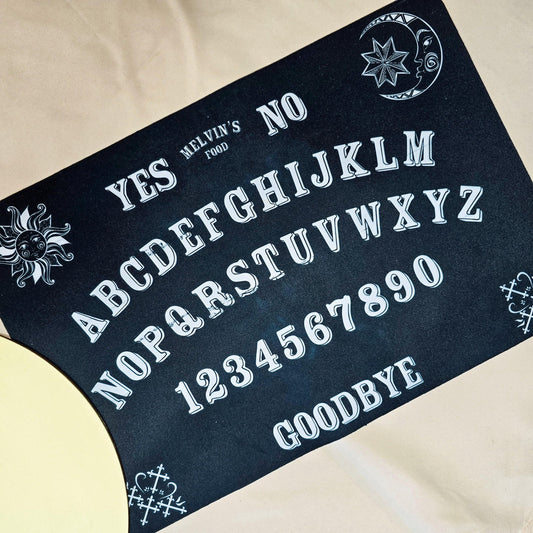 YES MELVIN'S NO
FOOD
ABCDEFGHIJKLM
NOPQRSTUVWXYZ
1234567890
GOODBYE